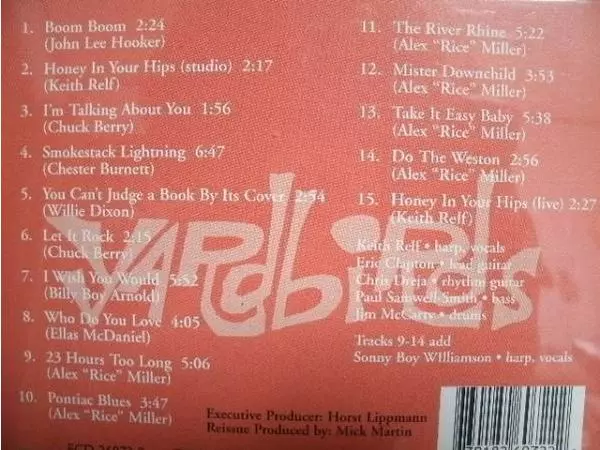 1. Boom Boom 2:24
(John Lee Hooker)
2. Honey In Your Hips (studio) 2:17
(Keith Relf)
3. I'm Talking About You 1:56
(Chuck Berry)
4. Smokestack Lightning 6:47
(Chester Burnett)
5. You Can't Judge a Book By Its Cover 2:54
(Willie Dixon)
6. Let It Rock 2:15
(Chuck Berry)
7. I Wish You Would 5:52
(Billy Boy Arnold)
8. Who Do You Love 4:05
(Ellas McDaniel)
9. 23 Hours Too Long 5:06
(Alex "Rice" Miller)
10. Pontiac Blues 3:47
(Alex "Rice" Miller)
11. The River Rhine 5:22
(Alex "Rice" Miller)
12. Mister Downchild 3:53
(Alex "Rice" Miller)
13. Take It Easy Baby 5:38
(Alex "Rice" Miller)
14. Do The Weston 2:56
(Alex "Rice" Miller)
15. Honey In Your Hips (live) 2:27
(Keith Relf)
Keith Relf • harp, vocals
Eric Clapton • lead guitar
Chris Dreja • rhythm guitar
Paul Samwell-Smith • bass
Jim McCarty • drums
Tracks 9-14 add
Sonny Boy WIlliamson • harp, vocals
YARDbIRds
Executive Producer: Horst Lippmann
Reissue Produced by: Mick Martin